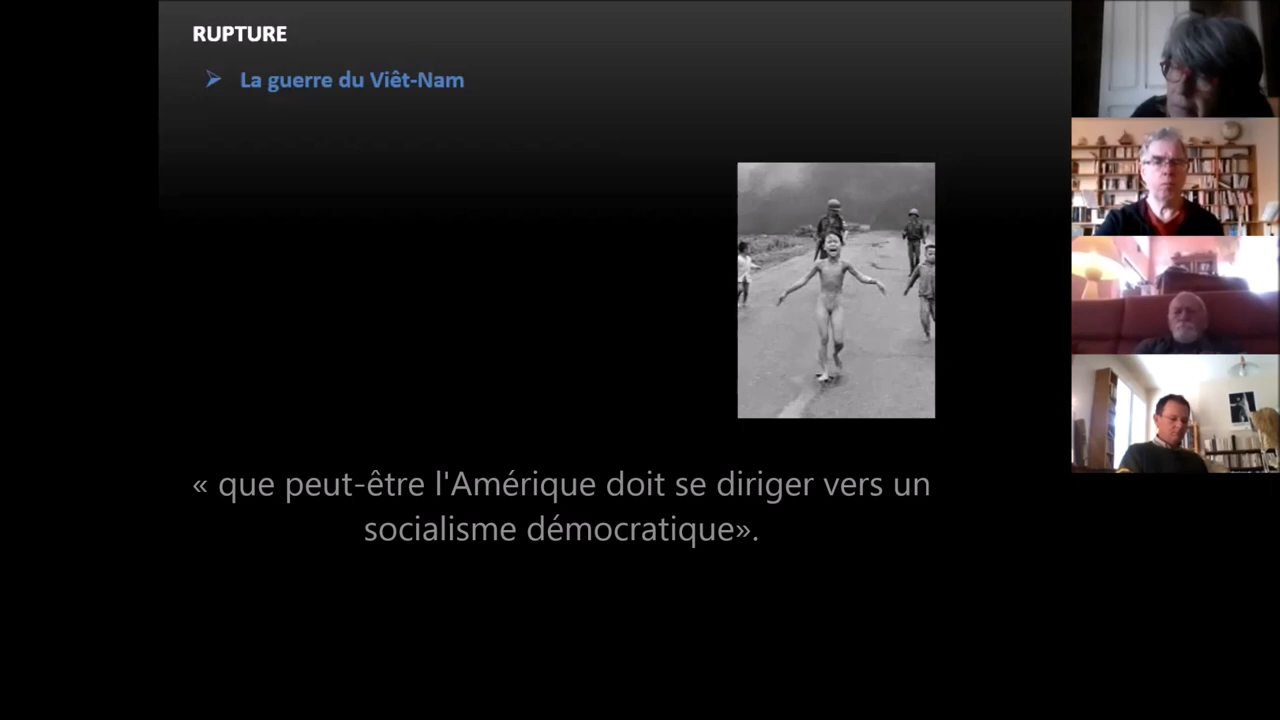 RUPTURE
➢ La guerre du Viêt-Nam
« que peut-être l'Amérique doit se diriger vers un
socialisme démocratique».